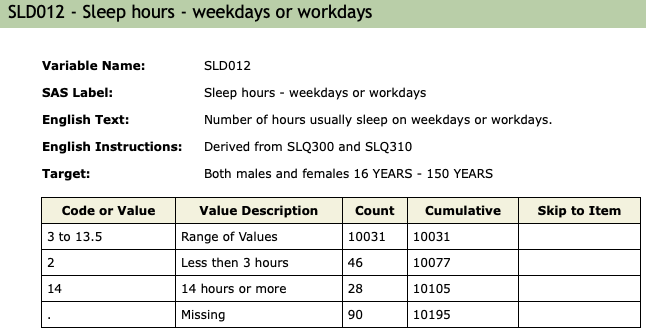 SLD012 - Sleep hours - weekdays or workdays
Variable Name: SLD012
SAS Label: Sleep hours - weekdays or workdays
English Text: Number of hours usually sleep on weekdays or workdays.
English Instructions: Derived from SLQ300 and SLQ310
Target: Both males and females 16 YEARS - 150 YEARS
Code or Value Value Description Count Cumulative Skip to Item
3 to 13.5 Range of Values 10031 10031
2 Less then 3 hours 46 10077
14 14 hours or more 28 10105
. Missing 90 10195